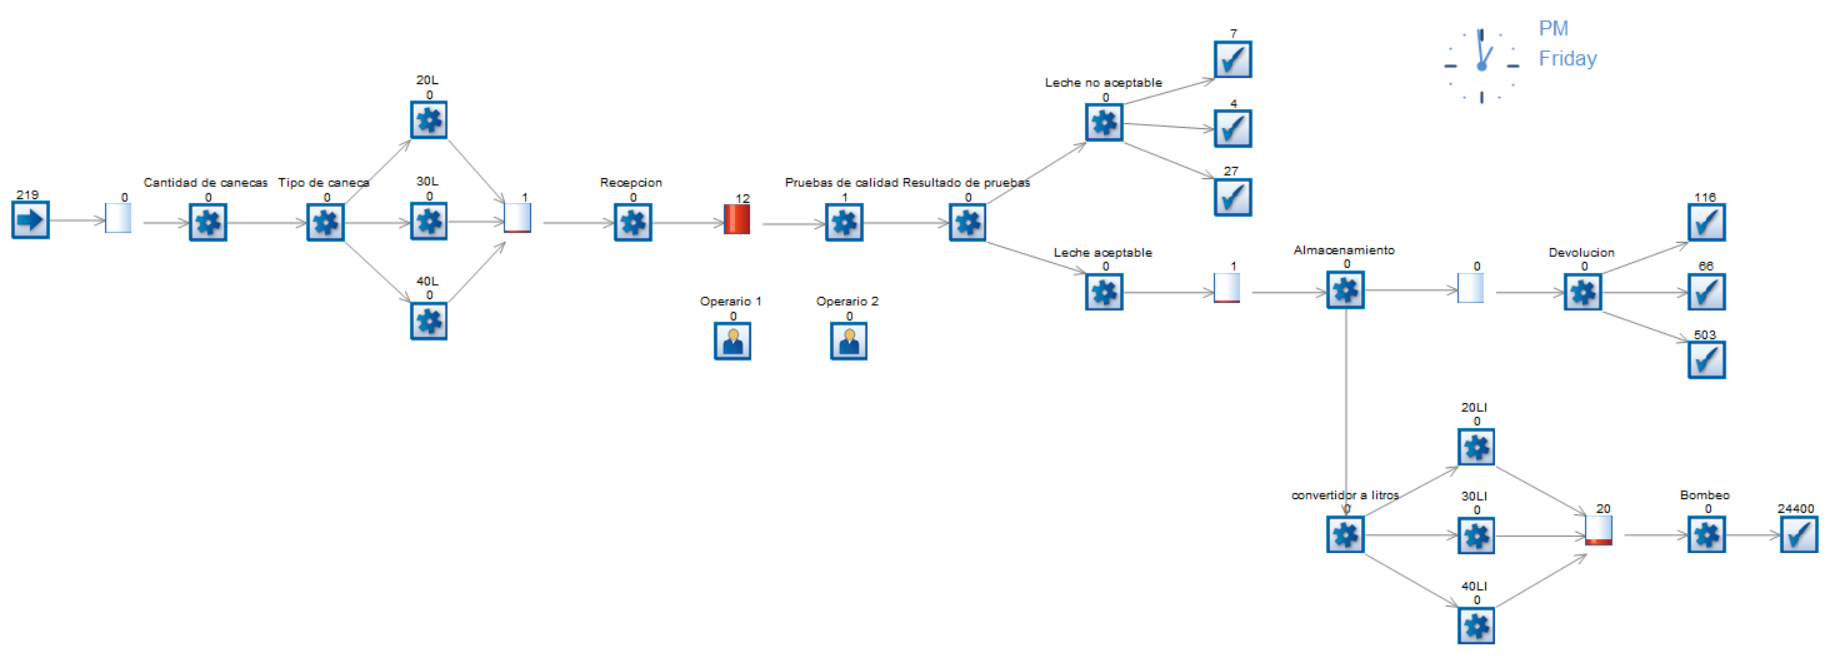 PM
Friday
7
20L
0
Leche no aceptable
0
4
27
30L
0
219
0
Cantidad de canecas
0
Tipo de caneca
0
1
Recepcion
0
12
Pruebas de calidad
1
Resultado de pruebas
0
116
40L
0
Leche aceptable
0
1
Almacenamiento
0
0
Devolucion
0
66
503
Operario 1
0
Operario 2
0
20LI
0
convertidor a litros
0
30LI
0
20
Bombeo
0
24400
40LI
0